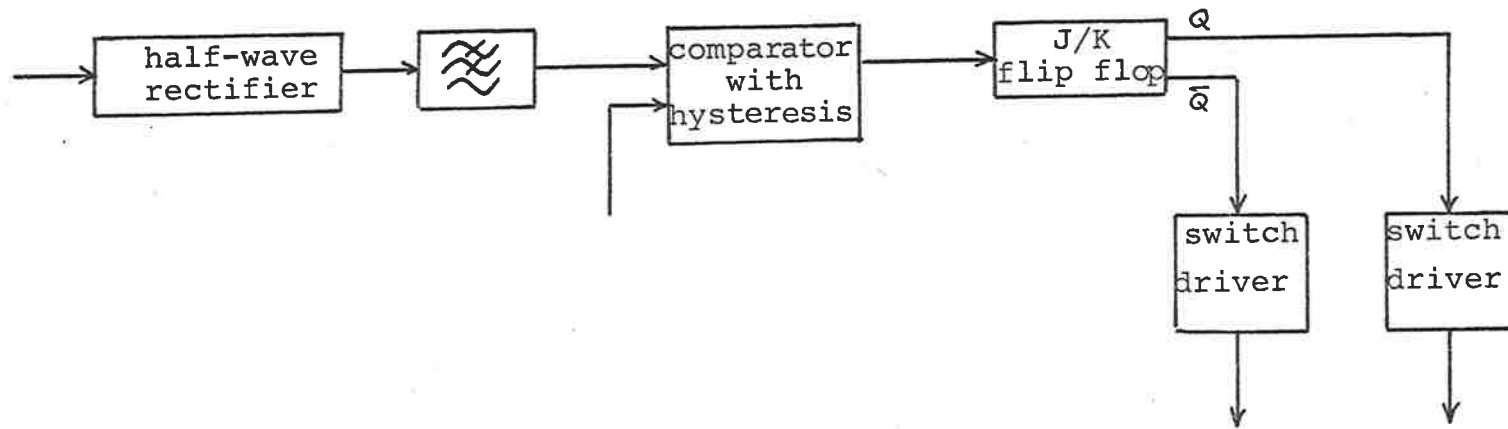 half-wave
rectifier
comparator
with
hysteresis
J/K
flip flop
Q
Q̄
switch
driver
switch
driver